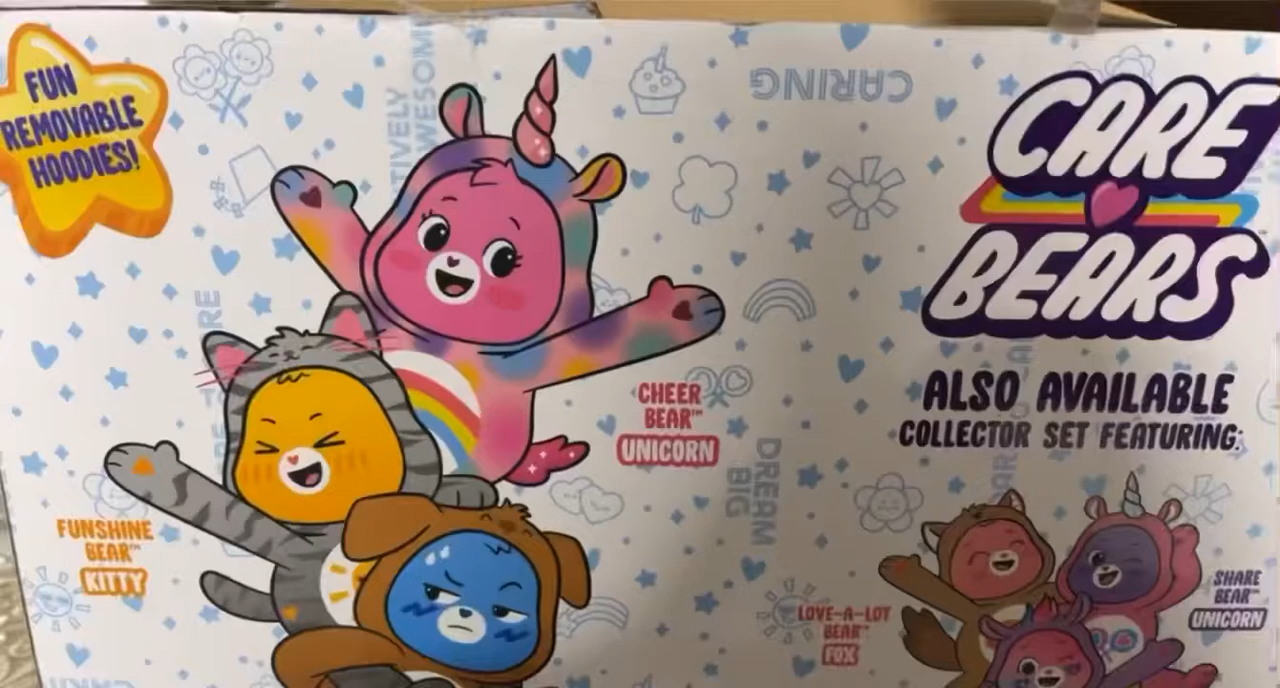 FUN
REMOVABLE
HOODIES!
CARING
CARE
BEARS
ALSO AVAILABLE
COLLECTOR SET FEATURING:
CHEER
BEAR™
UNICORN
DREAM
BIG
FUNSHINE
BEAR™
KITTY
LOVE-A-LOT
BEAR™
FOX
SHARE
BEAR™
UNICORN